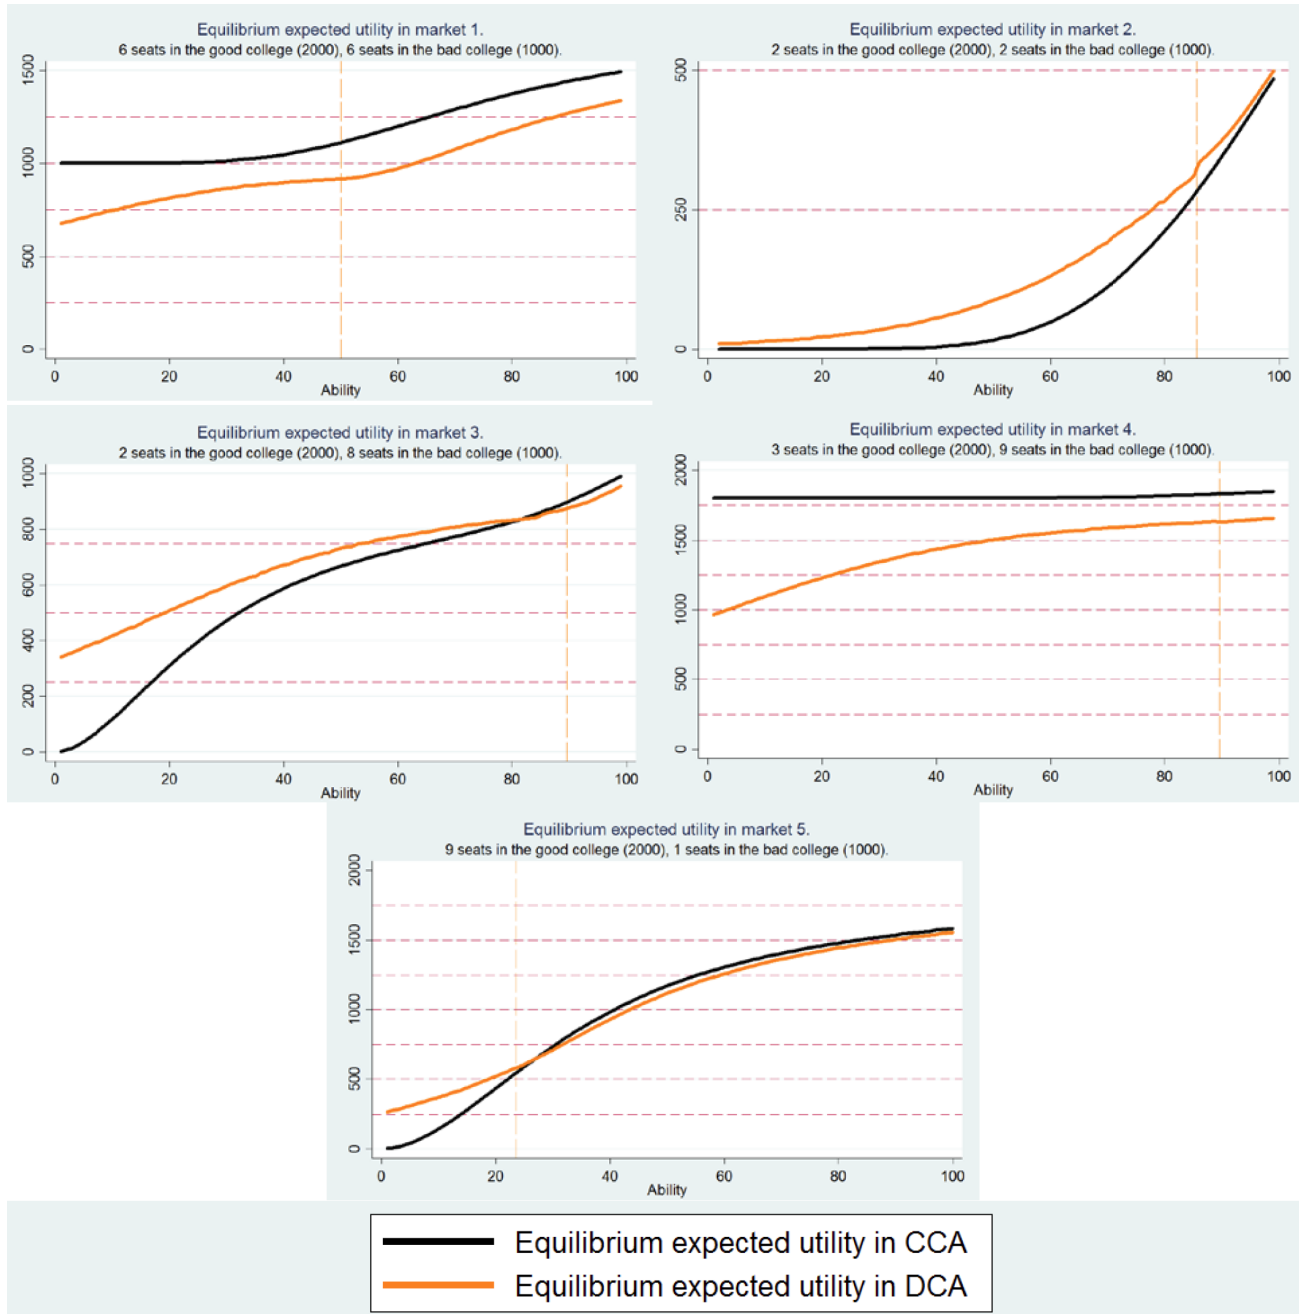 Equilibrium expected utility in market 1.
6 seats in the good college (2000), 6 seats in the bad college (1000).
1500
1000
500
0
0 20 40 60 80 100
Ability
Equilibrium expected utility in market 2.
2 seats in the good college (2000), 2 seats in the bad college (1000).
500
250
0
0 20 40 60 80 100
Ability
Equilibrium expected utility in market 3.
2 seats in the good college (2000), 8 seats in the bad college (1000).
1000
800
600
400
200
0
0 20 40 60 80 100
Ability
Equilibrium expected utility in market 4.
3 seats in the good college (2000), 9 seats in the bad college (1000).
2000
1500
1000
500
0
0 20 40 60 80 100
Ability
Equilibrium expected utility in market 5.
9 seats in the good college (2000), 1 seats in the bad college (1000).
2000
1500
1000
500
0
0 20 40 60 80 100
Ability
Equilibrium expected utility in CCA
Equilibrium expected utility in DCA